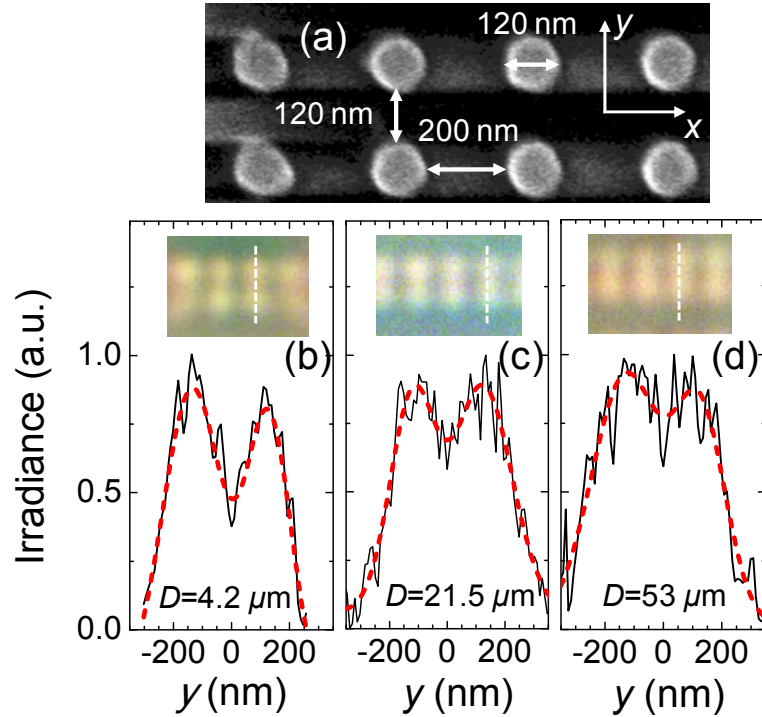 (a)
120 nm
y
x
120 nm
200 nm
Irradiance (a.u.)
1.0
0.5
0.0
(b)
D=4.2 μm
-200 0 200
y (nm)
(c)
D=21.5 μm
-200 0 200
y (nm)
(d)
D=53 μm
-200 0 200
y (nm)